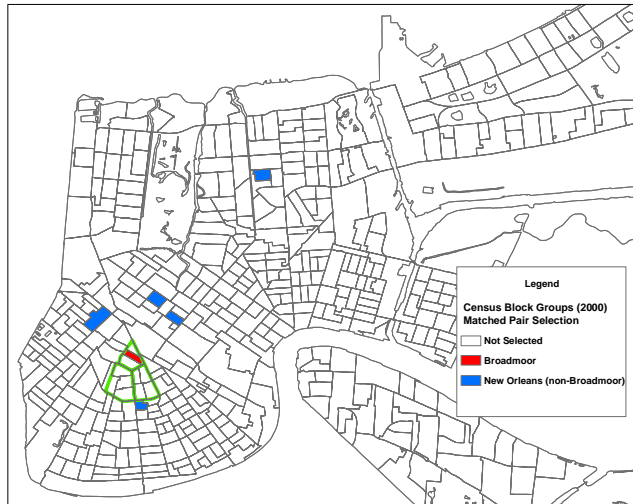 Legend
Census Block Groups (2000)
Matched Pair Selection
Not Selected
Broadmoor
New Orleans (non-Broadmoor)